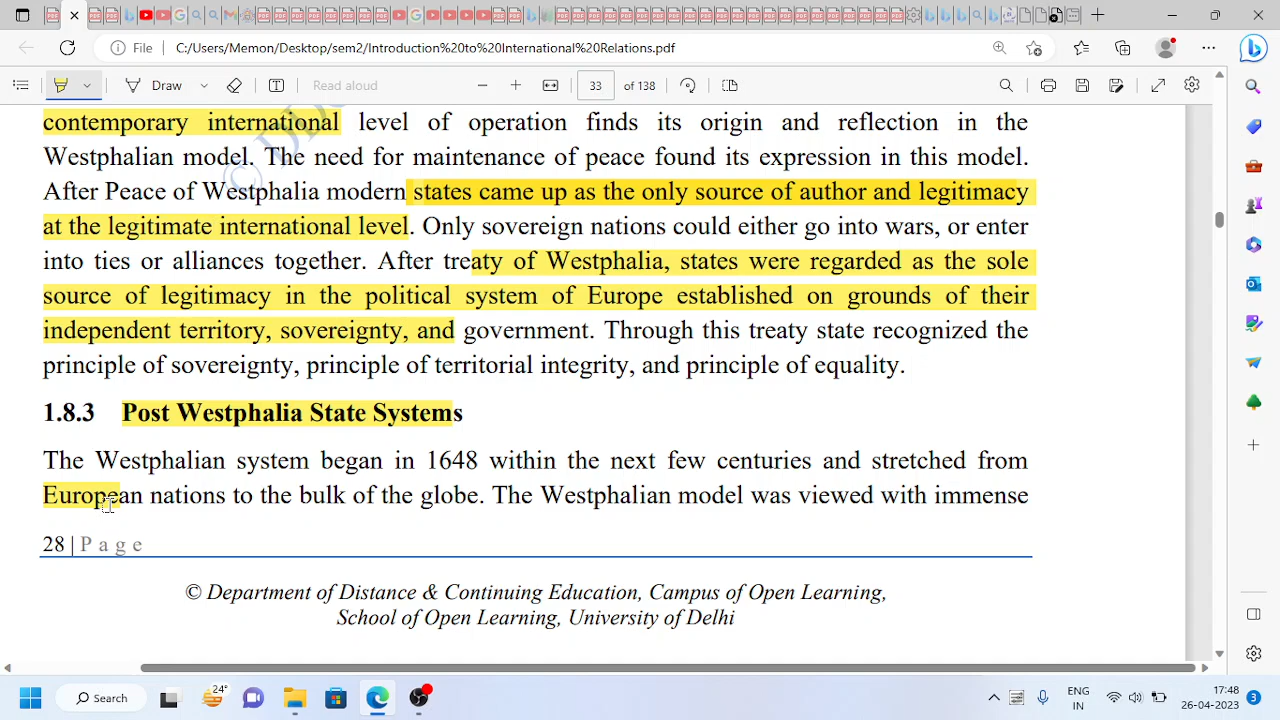 File C:/Users/Memon/Desktop/sem2/Introduction%20to%20International%20Relations.pdf
Draw Read aloud 33 of 138
contemporary international level of operation finds its origin and reflection in the
Westphalian model. The need for maintenance of peace found its expression in this model.
After Peace of Westphalia modern states came up as the only source of author and legitimacy
at the legitimate international level. Only sovereign nations could either go into wars, or enter
into ties or alliances together. After treaty of Westphalia, states were regarded as the sole
source of legitimacy in the political system of Europe established on grounds of their
independent territory, sovereignty, and government. Through this treaty state recognized the
principle of sovereignty, principle of territorial integrity, and principle of equality.
1.8.3 Post Westphalia State Systems
The Westphalian system began in 1648 within the next few centuries and stretched from
European nations to the bulk of the globe. The Westphalian model was viewed with immense
28 | Page
© Department of Distance & Continuing Education, Campus of Open Learning,
School of Open Learning, University of Delhi
Search 24° ENG 17:48
IN 26-04-2023 3